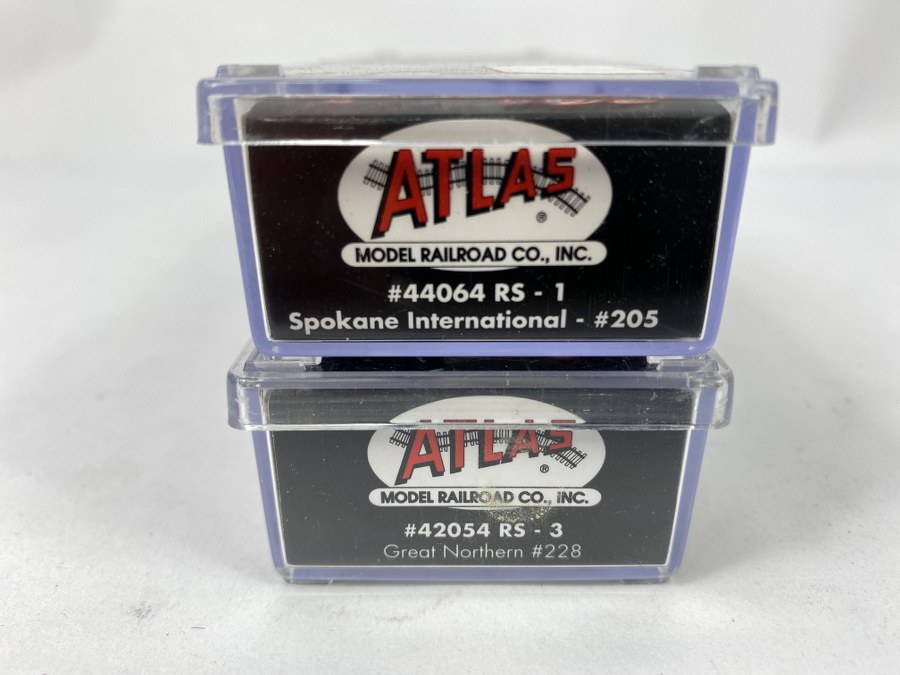 ATLAS
®
MODEL RAILROAD CO., INC.
#44064 RS - 1
Spokane International - #205
ATLAS
®
MODEL RAILROAD CO., INC.
#42054 RS - 3
Great Northern #228